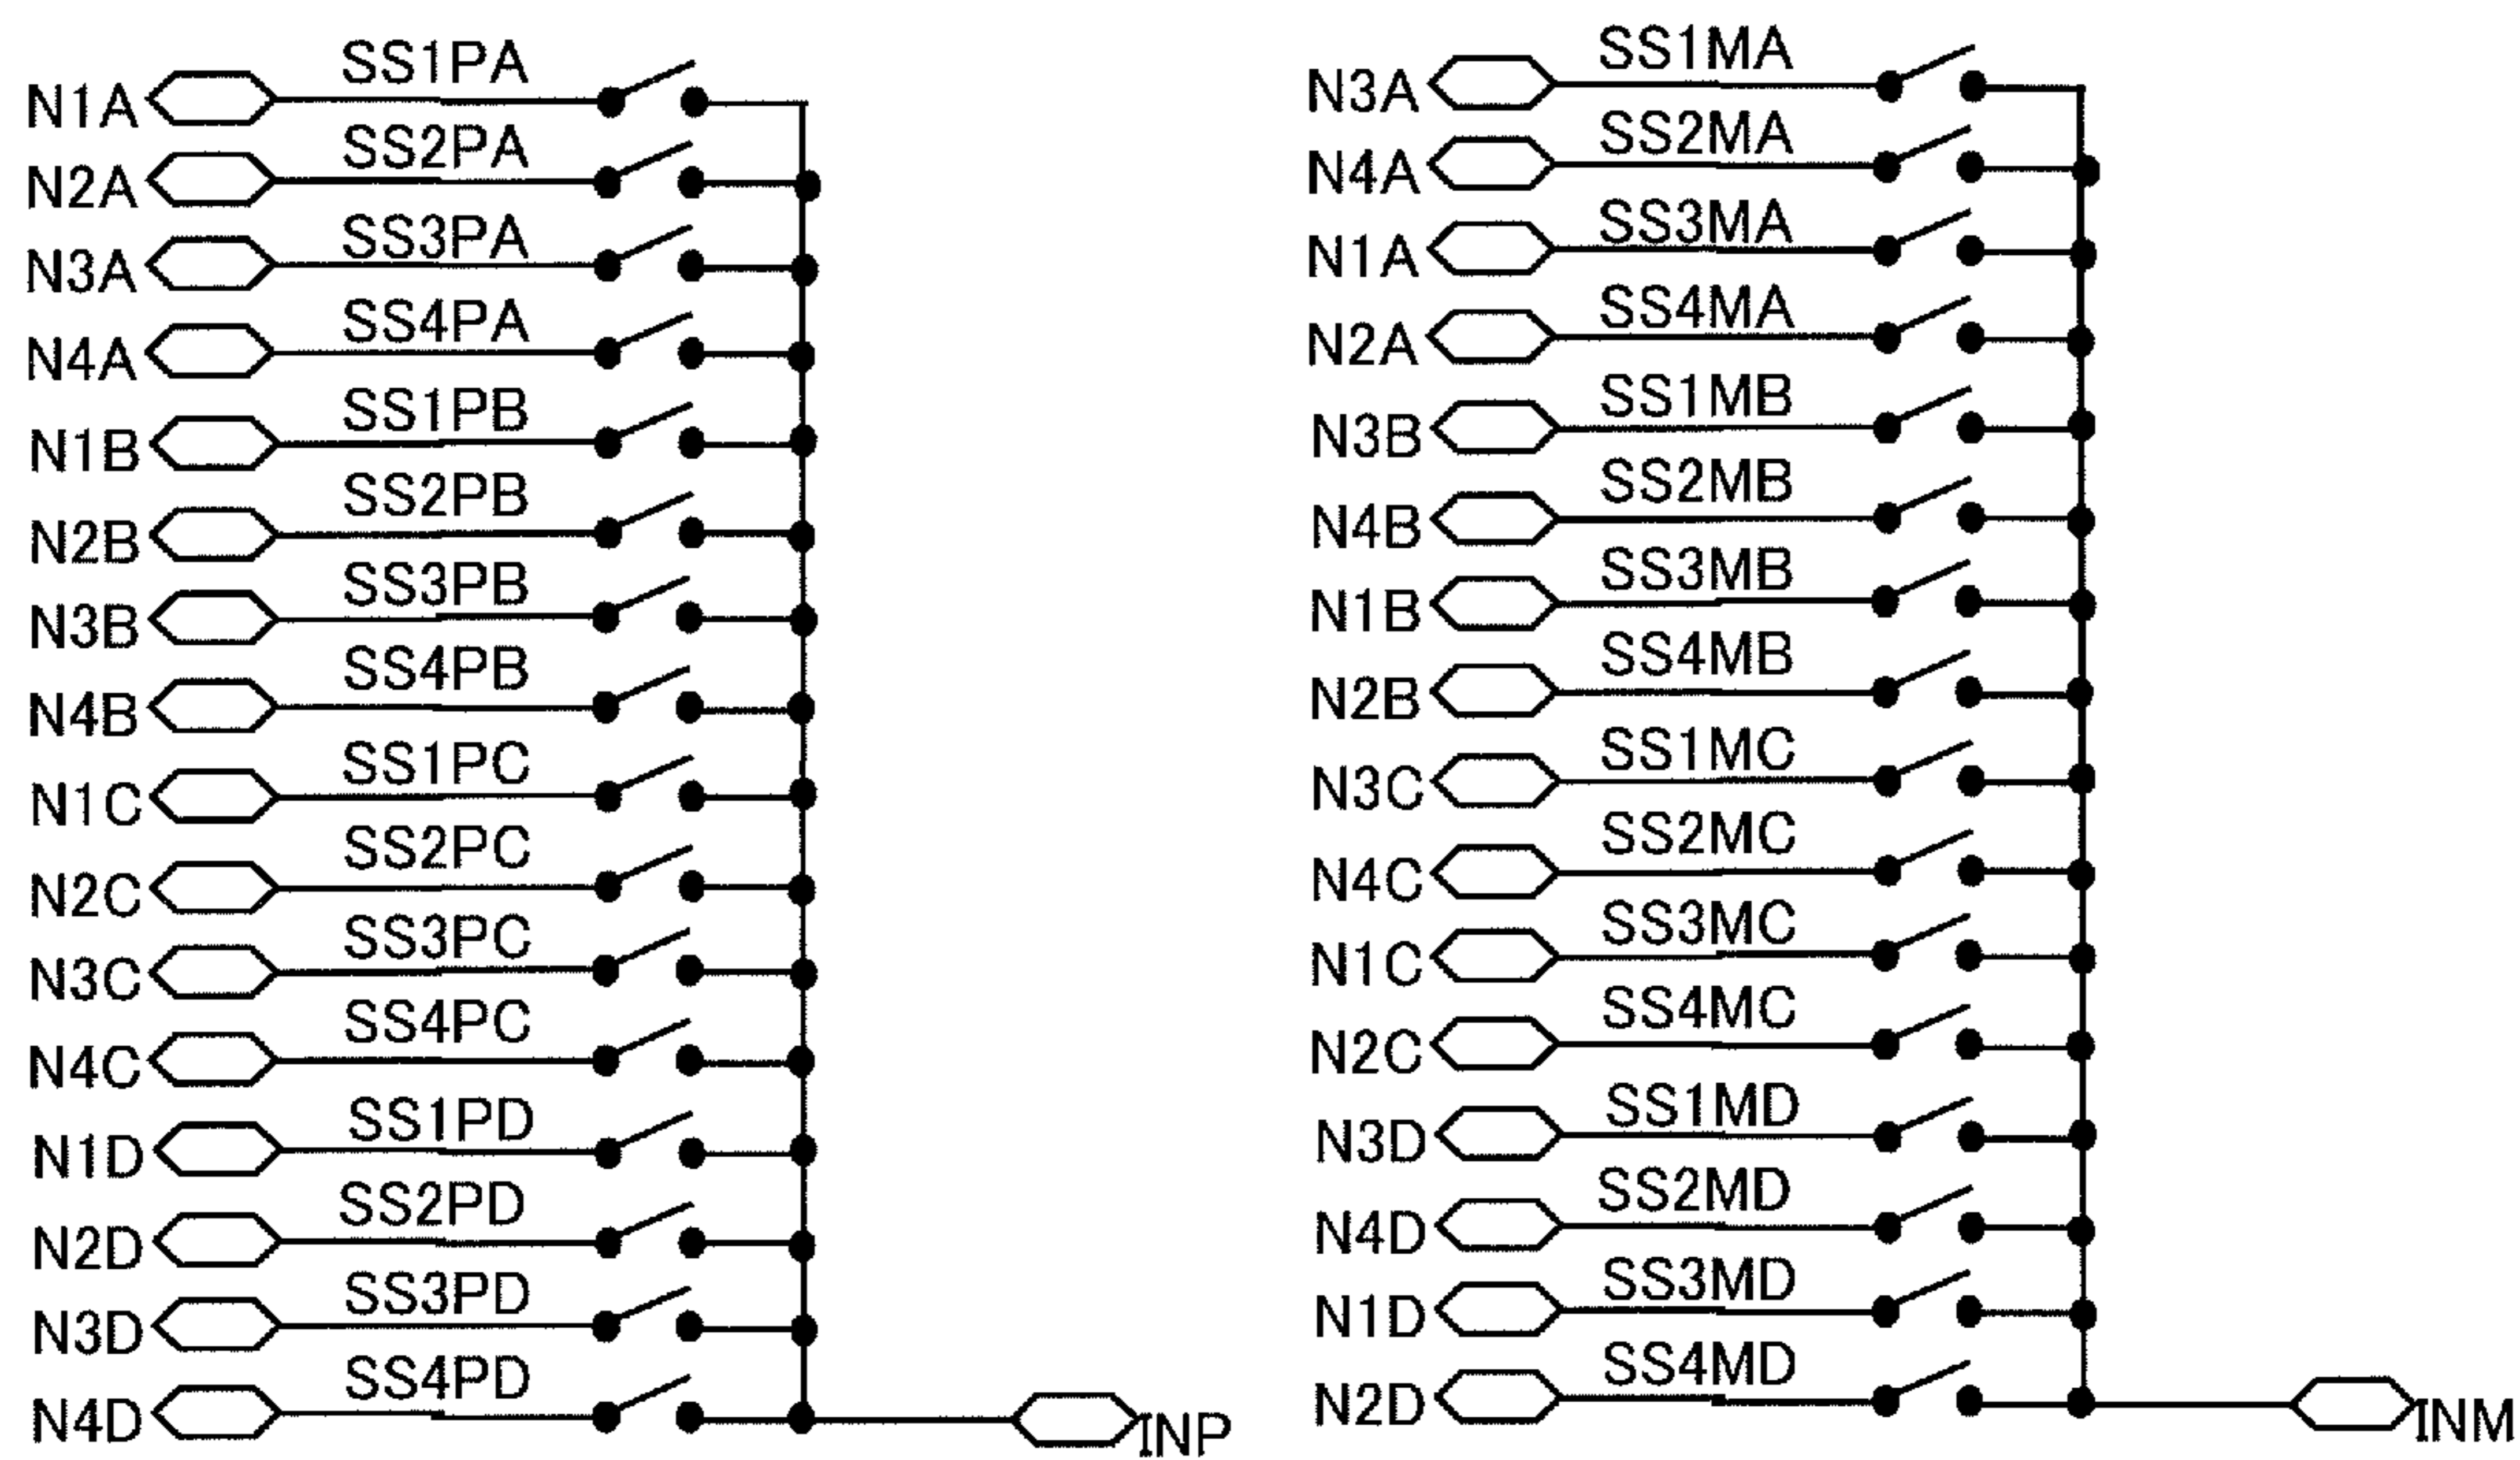 SS1PA
N1A
SS2PA
N2A
SS3PA
N3A
SS4PA
N4A
SS1PB
N1B
SS2PB
N2B
SS3PB
N3B
SS4PB
N4B
SS1PC
N1C
SS2PC
N2C
SS3PC
N3C
SS4PC
N4C
SS1PD
N1D
SS2PD
N2D
SS3PD
N3D
SS4PD
N4D
INP
SS1MA
N3A
SS2MA
N4A
SS3MA
N1A
SS4MA
N2A
SS1MB
N3B
SS2MB
N4B
SS3MB
N1B
SS4MB
N2B
SS1MC
N3C
SS2MC
N4C
SS3MC
N1C
SS4MC
N2C
SS1MD
N3D
SS2MD
N4D
SS3MD
N1D
SS4MD
N2D
INM